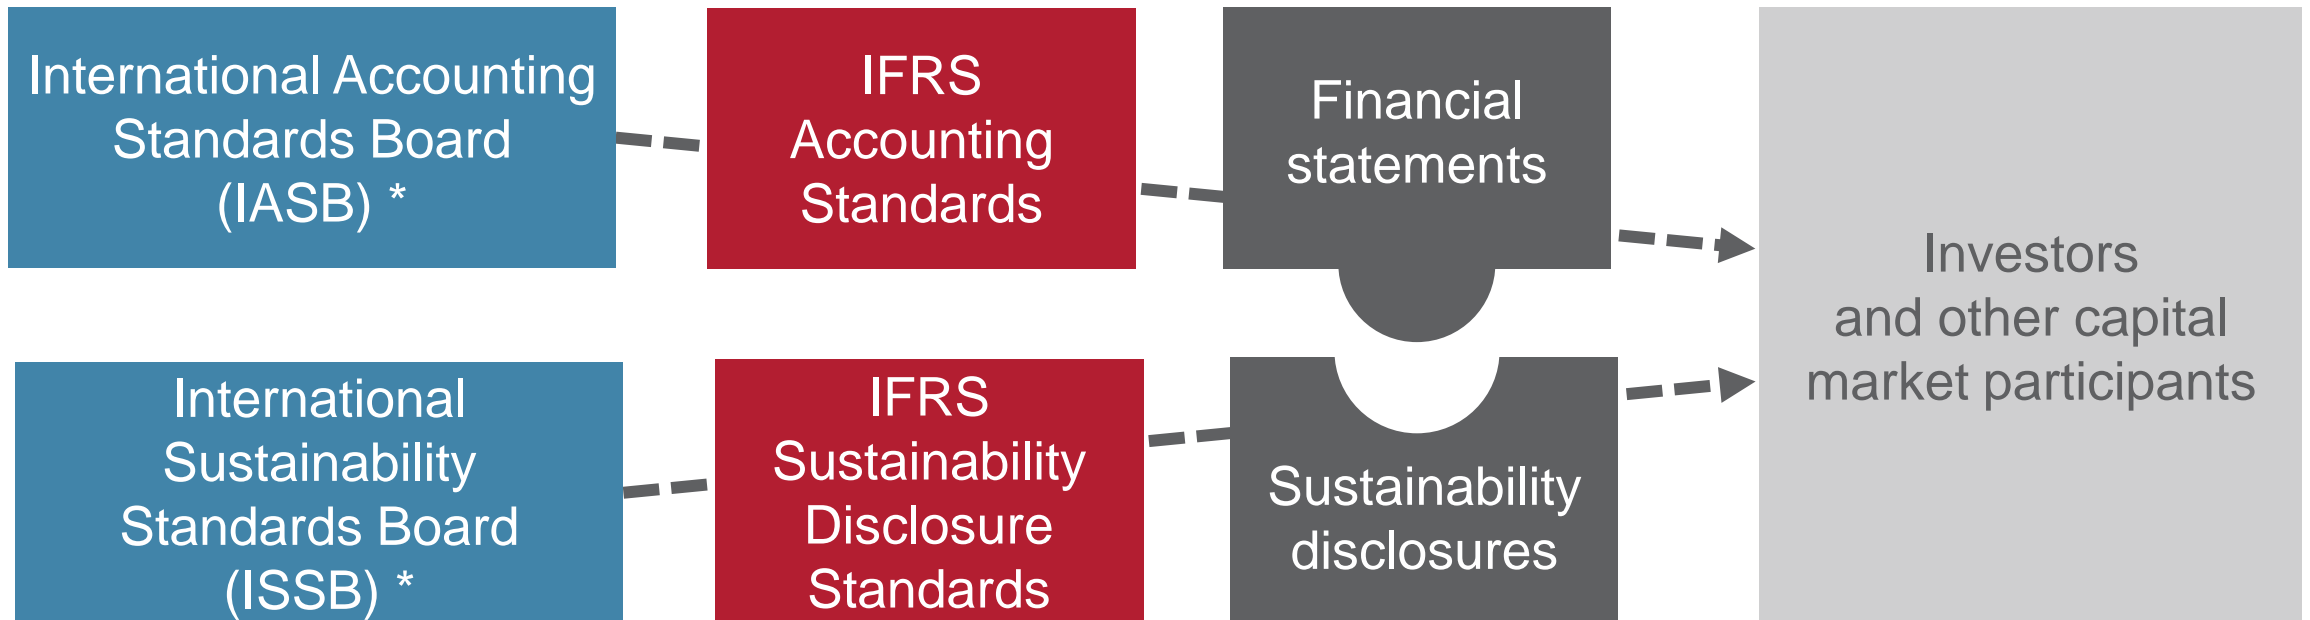 International Accounting
Standards Board
(IASB) *
IFRS
Accounting
Standards
Financial
statements
Investors
and other capital
market participants
International
Sustainability
Standards Board
(ISSB) *
IFRS
Sustainability
Disclosure
Standards
Sustainability
disclosures